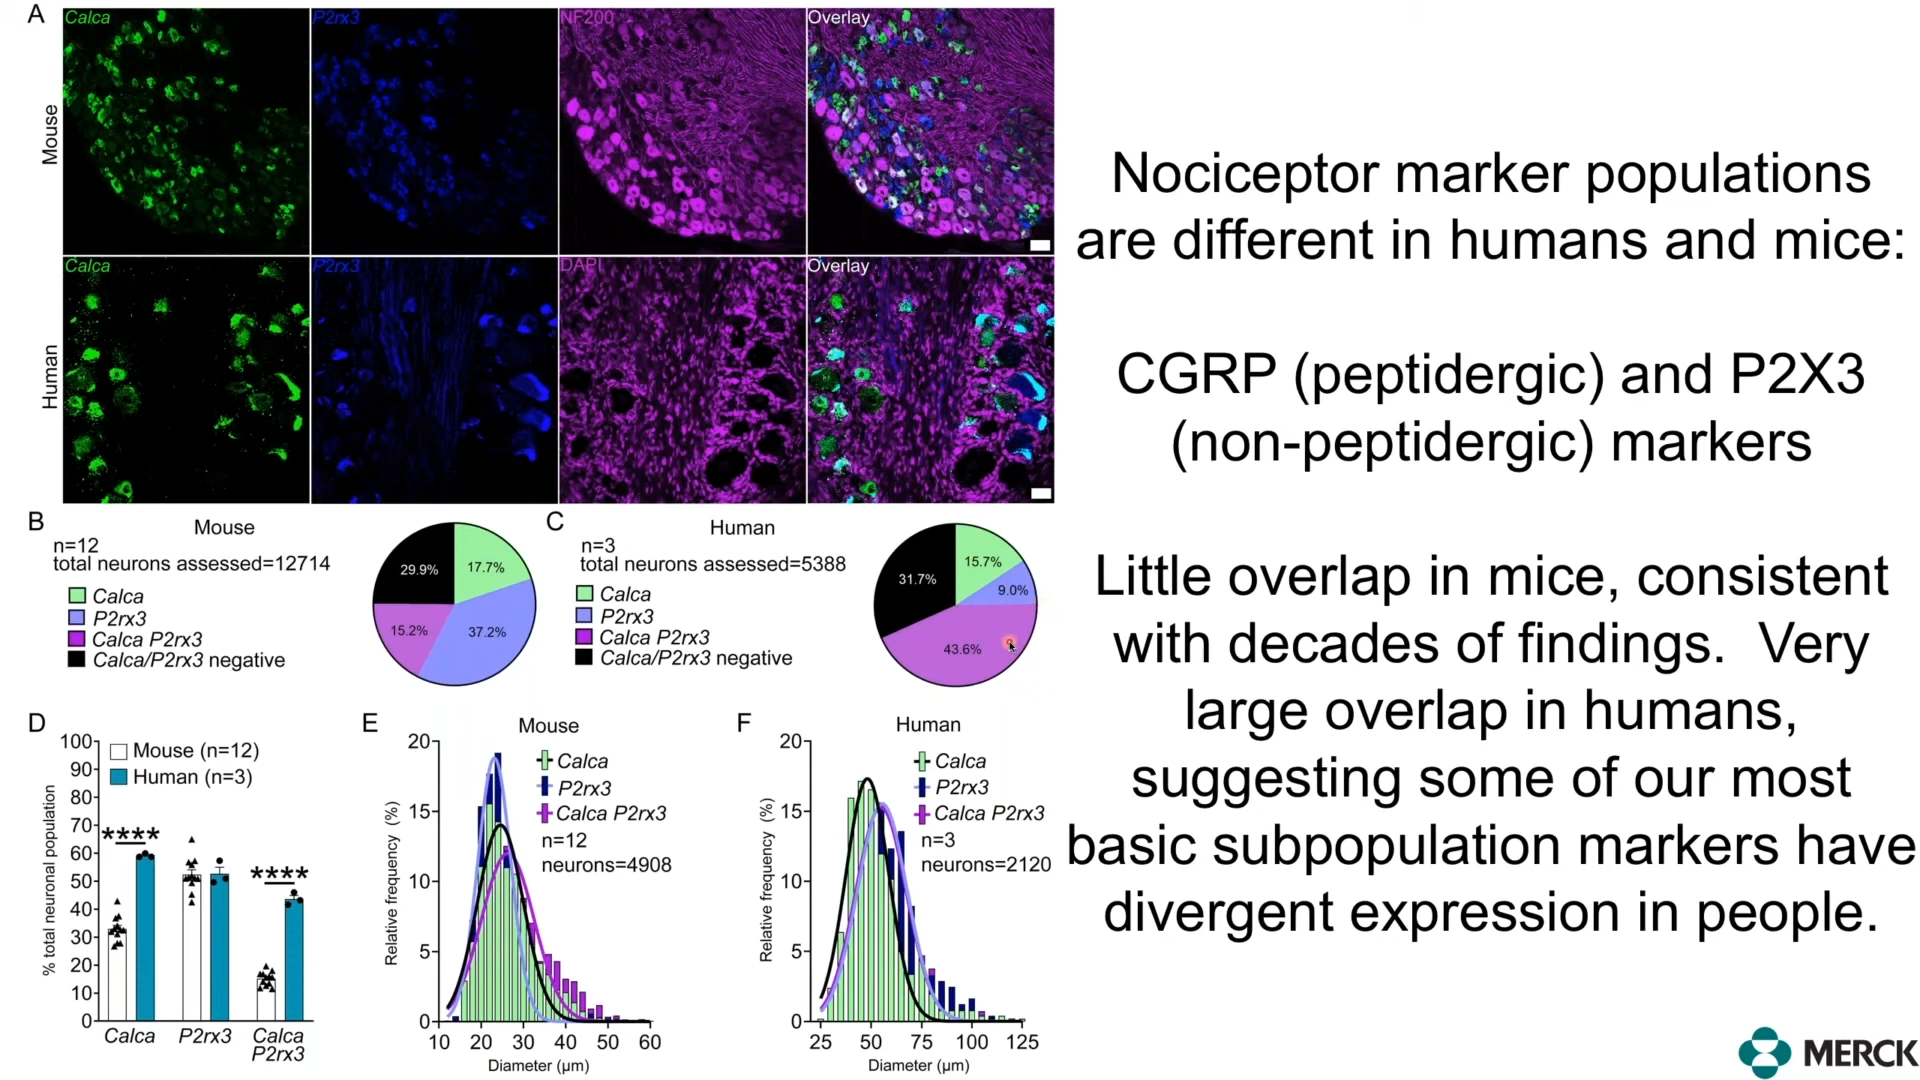 A
Calca
P2rx3
NF200
Overlay
Mouse
Calca
P2rx3
DAPI
Overlay
Human
B
Mouse
n=12
total neurons assessed=12714
Calca
P2rx3
Calca P2rx3
Calca/P2rx3 negative
29.9%
17.7%
15.2%
37.2%
C
Human
n=3
total neurons assessed=5388
Calca
P2rx3
Calca P2rx3
Calca/P2rx3 negative
31.7%
15.7%
9.0%
43.6%
D
% total neuronal population
100
90
80
70
60
50
40
30
20
10
0
Mouse (n=12)
Human (n=3)
****
****
Calca
P2rx3
Calca
P2rx3
E
Mouse
Relative frequency (%)
20
15
10
5
0
Calca
P2rx3
Calca P2rx3
n=12
neurons=4908
10 20 30 40 50 60
Diameter (µm)
F
Human
Relative frequency (%)
20
15
10
5
0
Calca
P2rx3
Calca P2rx3
n=3
neurons=2120
25 50 75 100 125
Diameter (µm)
Nociceptor marker populations
are different in humans and mice:
CGRP (peptidergic) and P2X3
(non-peptidergic) markers
Little overlap in mice, consistent
with decades of findings. Very
large overlap in humans,
suggesting some of our most
basic subpopulation markers have
divergent expression in people.
MERCK